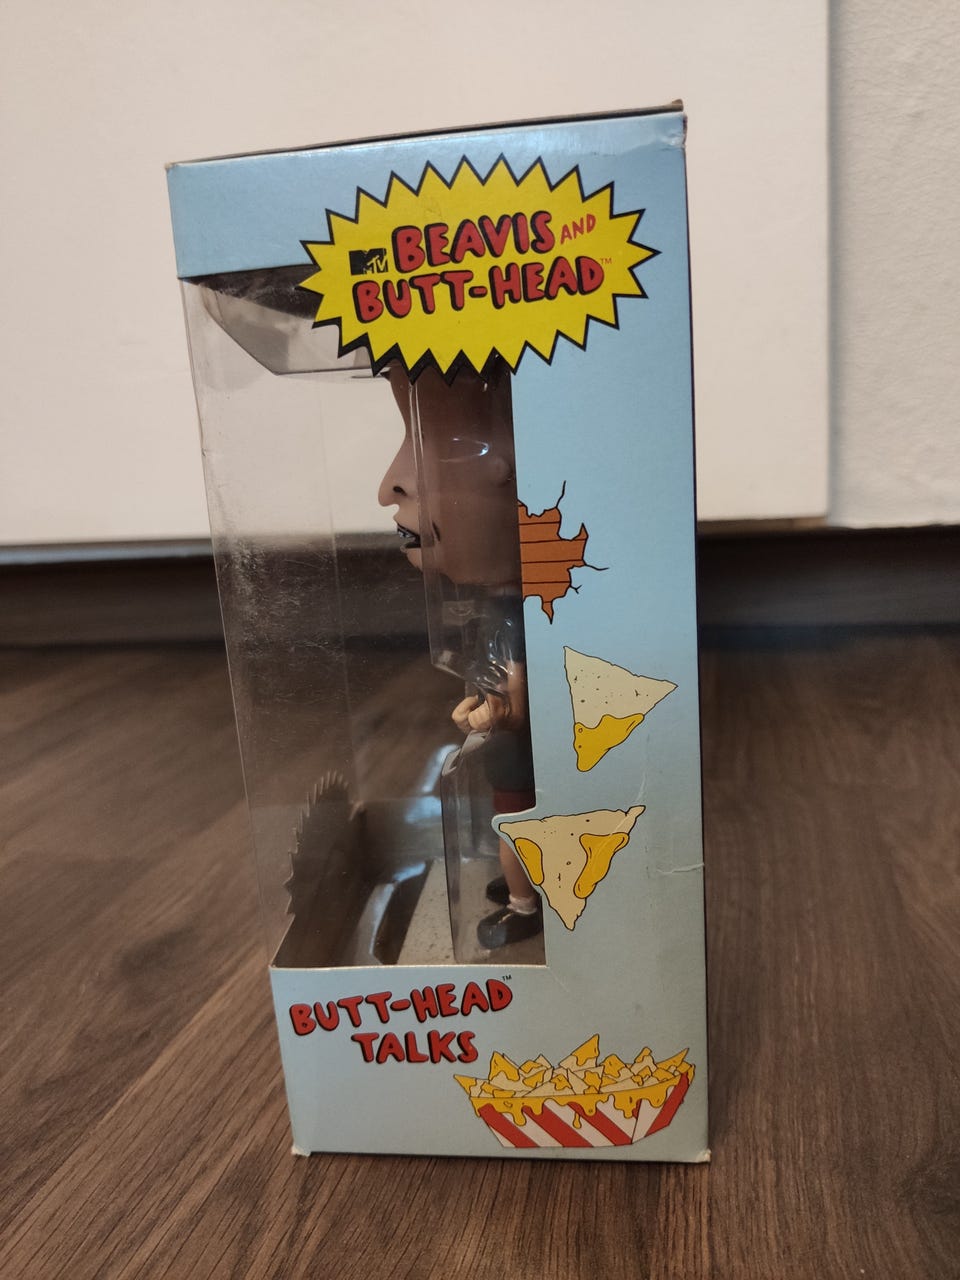 MTV BEAVIS AND
BUTT-HEAD™
BUTT-HEAD™
TALKS